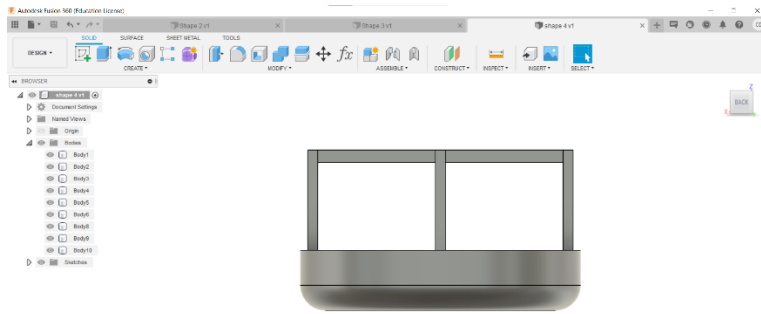 Autodesk Fusion 360 (Education License)
Shape 2 v1
Shape 3 v1
shape 4 v1
SOLID SURFACE SHEET METAL TOOLS
DESIGN
fx
CREATE MODIFY ASSEMBLE CONSTRUCT INSPECT INSERT SELECT
BROWSER
shape 4 v1
Document Settings
Named Views
Origin
Bodies
Body1
Body2
Body3
Body4
Body5
Body6
Body8
Body9
Body10
Sketches
Z
BACK
X